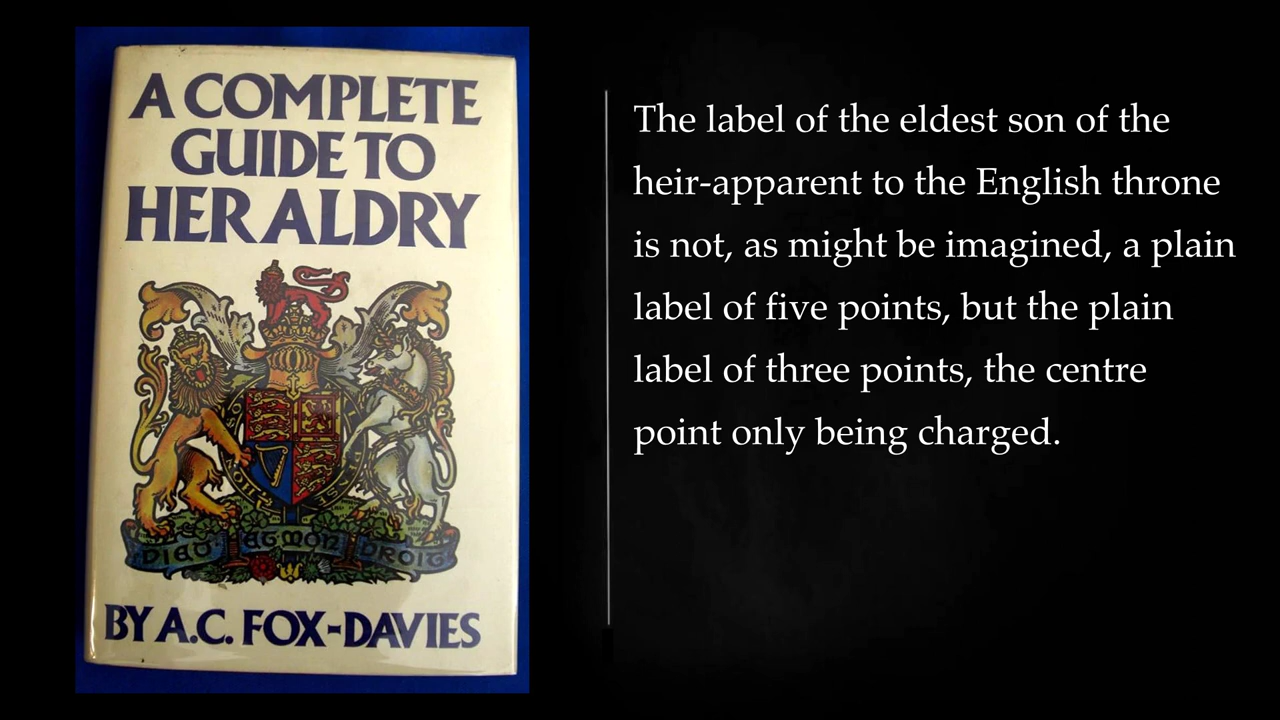 A COMPLETE
GUIDE TO
HERALDRY
DIEU ET MON DROIT
BY A.C. FOX-DAVIES
The label of the eldest son of the
heir-apparent to the English throne
is not, as might be imagined, a plain
label of five points, but the plain
label of three points, the centre
point only being charged.